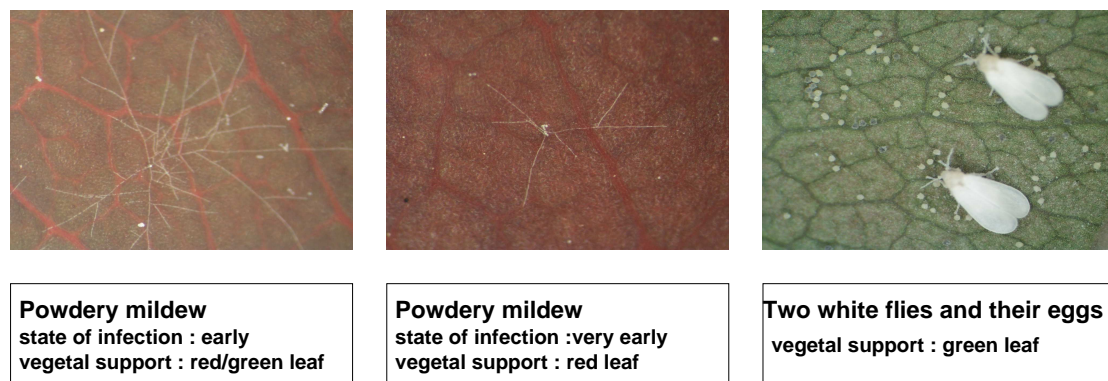 Powdery mildew
state of infection : early
vegetal support : red/green leaf
Powdery mildew
state of infection :very early
vegetal support : red leaf
Two white flies and their eggs
vegetal support : green leaf